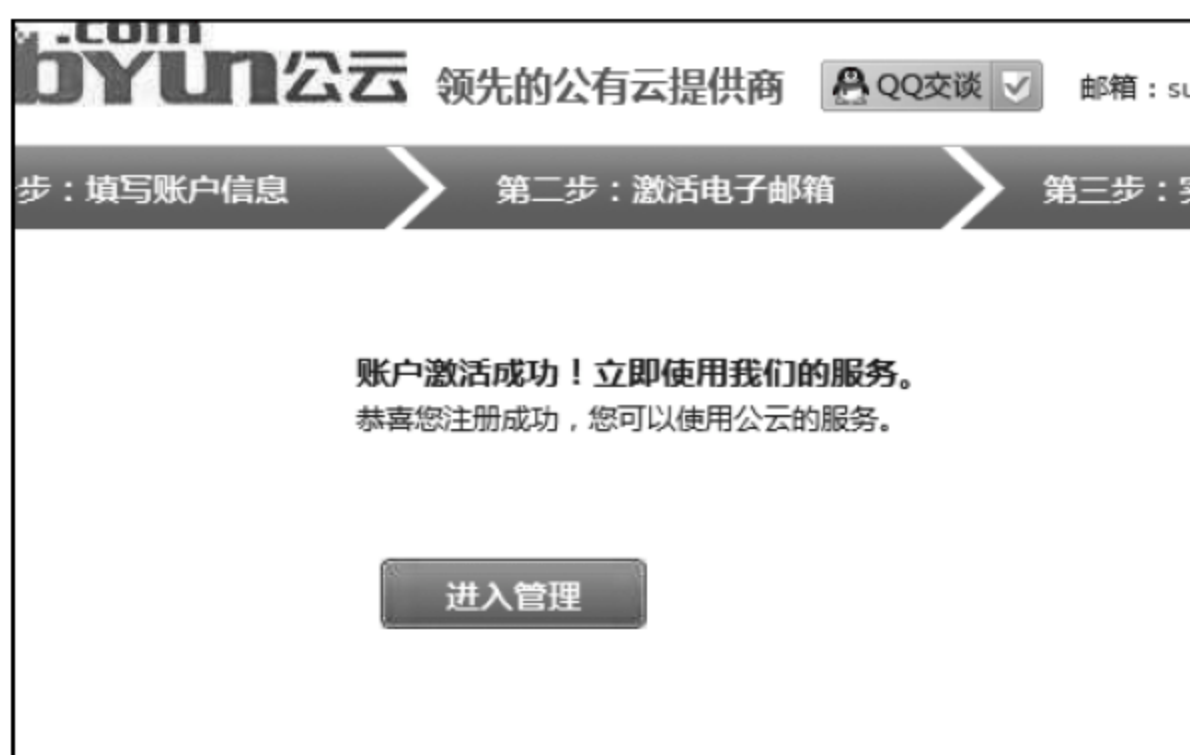 .com
bYun公云 领先的公有云提供商 QQ交谈 邮箱：su
步：填写账户信息 第二步：激活电子邮箱 第三步：
账户激活成功！立即使用我们的服务。
恭喜您注册成功，您可以使用公云的服务。
进入管理